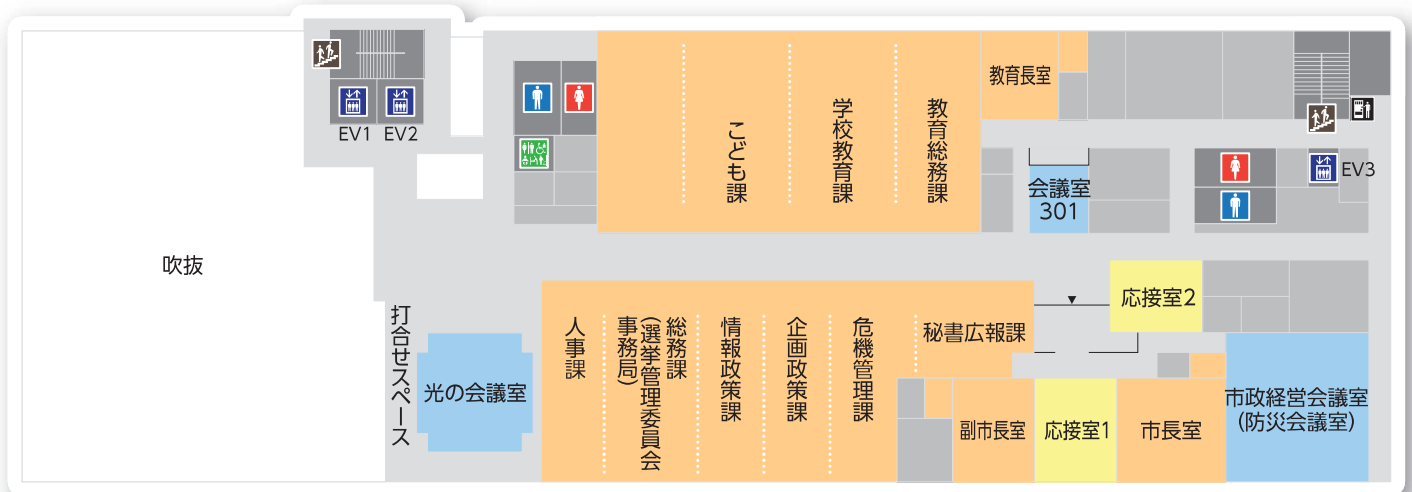 EV1
EV2
こども課
学校教育課
教育総務課
教育長室
会議室
301
EV3
吹抜
打合せスペース
光の会議室
人事課
総務課
(選挙管理委員会
事務局)
情報政策課
企画政策課
危機管理課
秘書広報課
応接室2
副市長室
応接室1
市長室
市政経営会議室
(防災会議室)